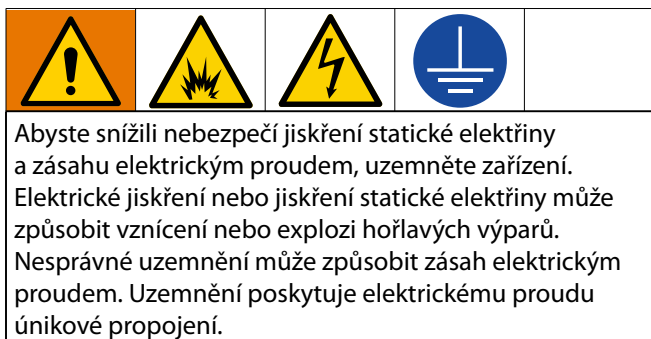 Abyste snížili nebezpečí jiskření statické elektřiny
a zásahu elektrickým proudem, uzemněte zařízení.
Elektrické jiskření nebo jiskření statické elektřiny může
způsobit vznícení nebo explozi hořlavých výparů.
Nesprávné uzemnění může způsobit zásah elektrickým
proudem. Uzemnění poskytuje elektrickému proudu
únikové propojení.